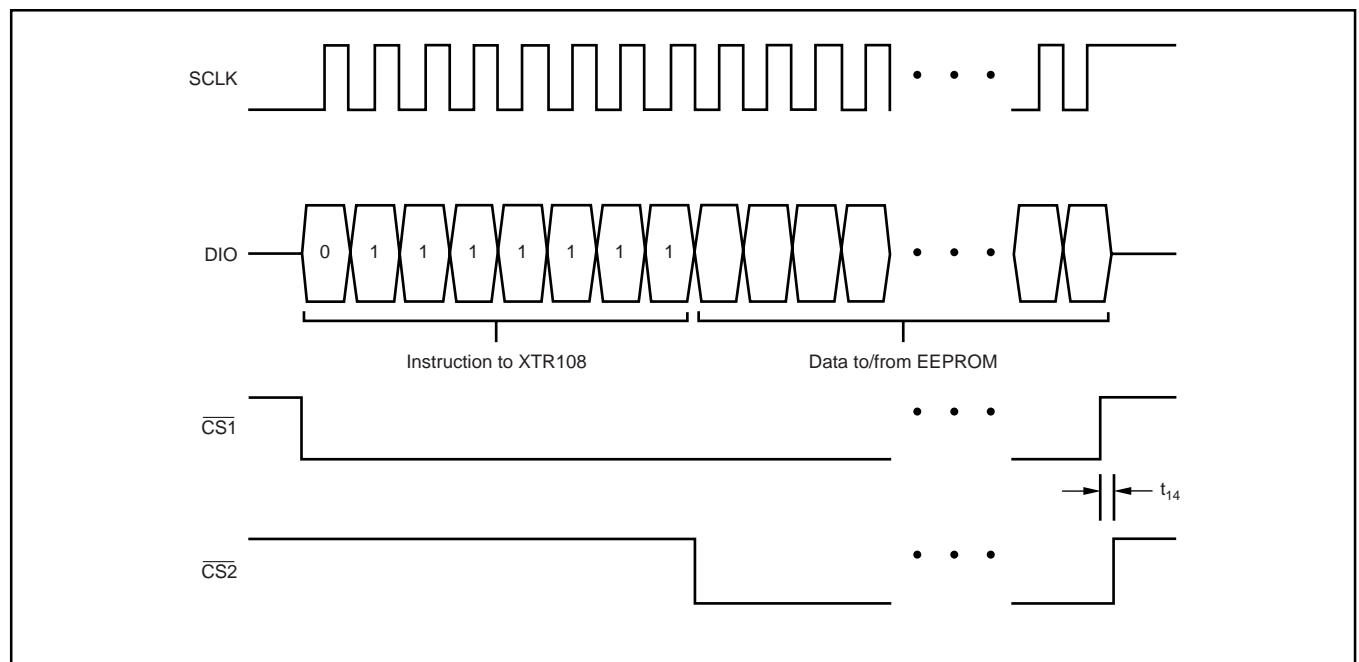 SCLK
DIO 0 1 1 1 1 1 1 1
Instruction to XTR108 Data to/from EEPROM
CS1
t14
CS2